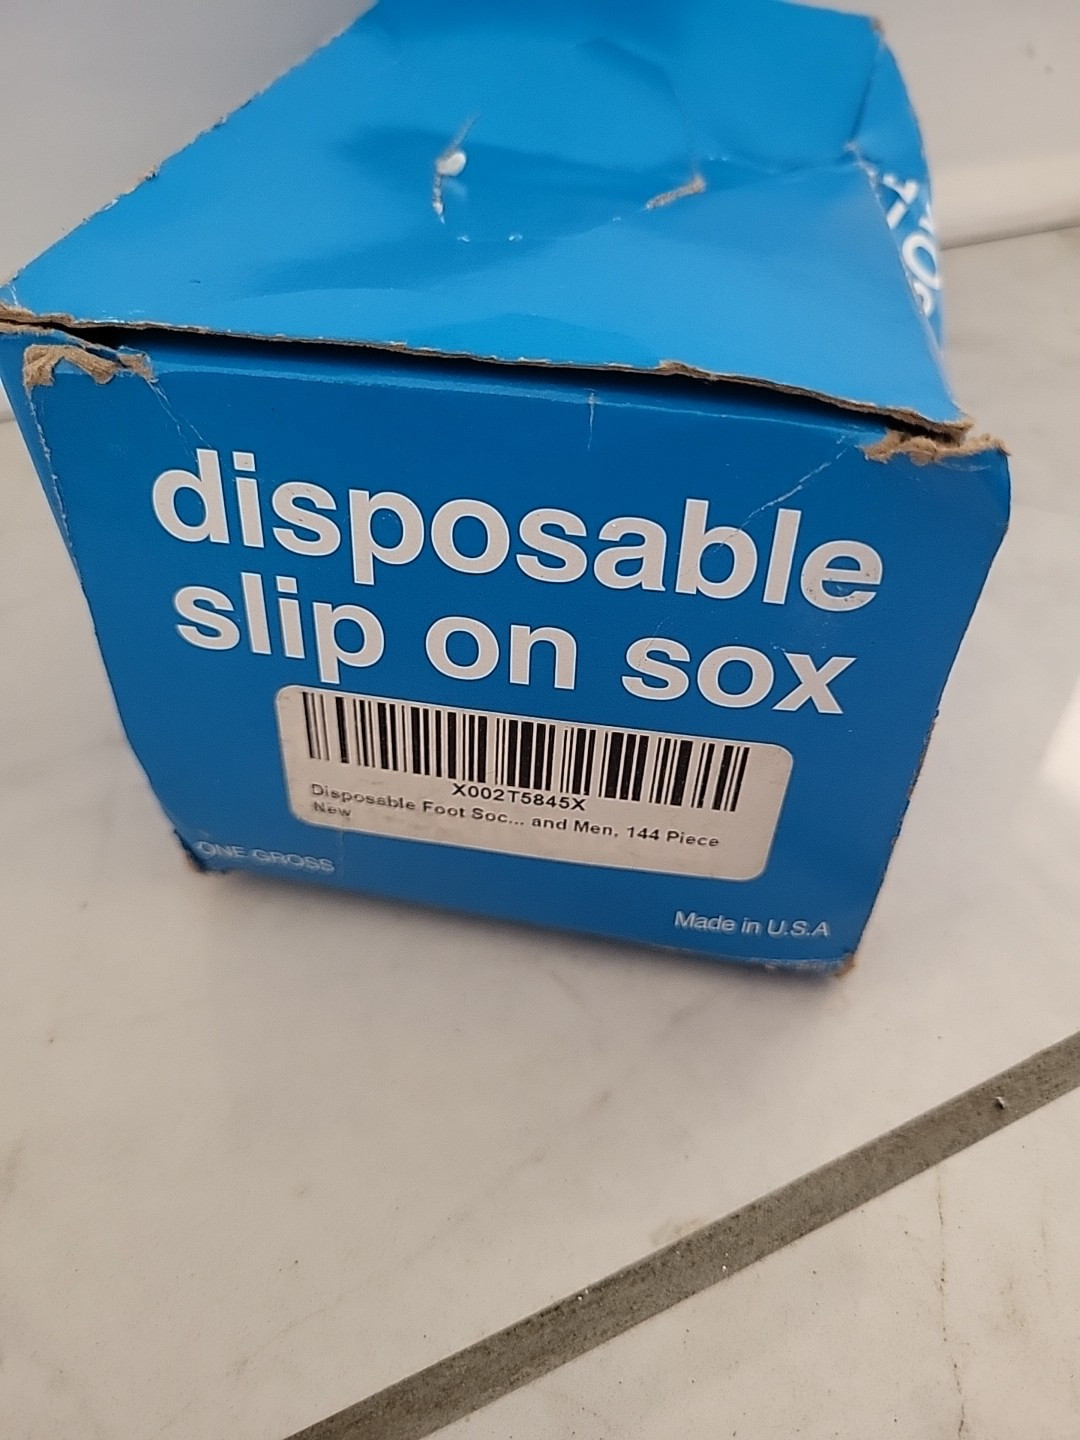 disposable
slip on sox
X002T5845X
Disposable Foot Soc... and Men, 144 Piece
New
ONE GROSS
Made in U.S.A